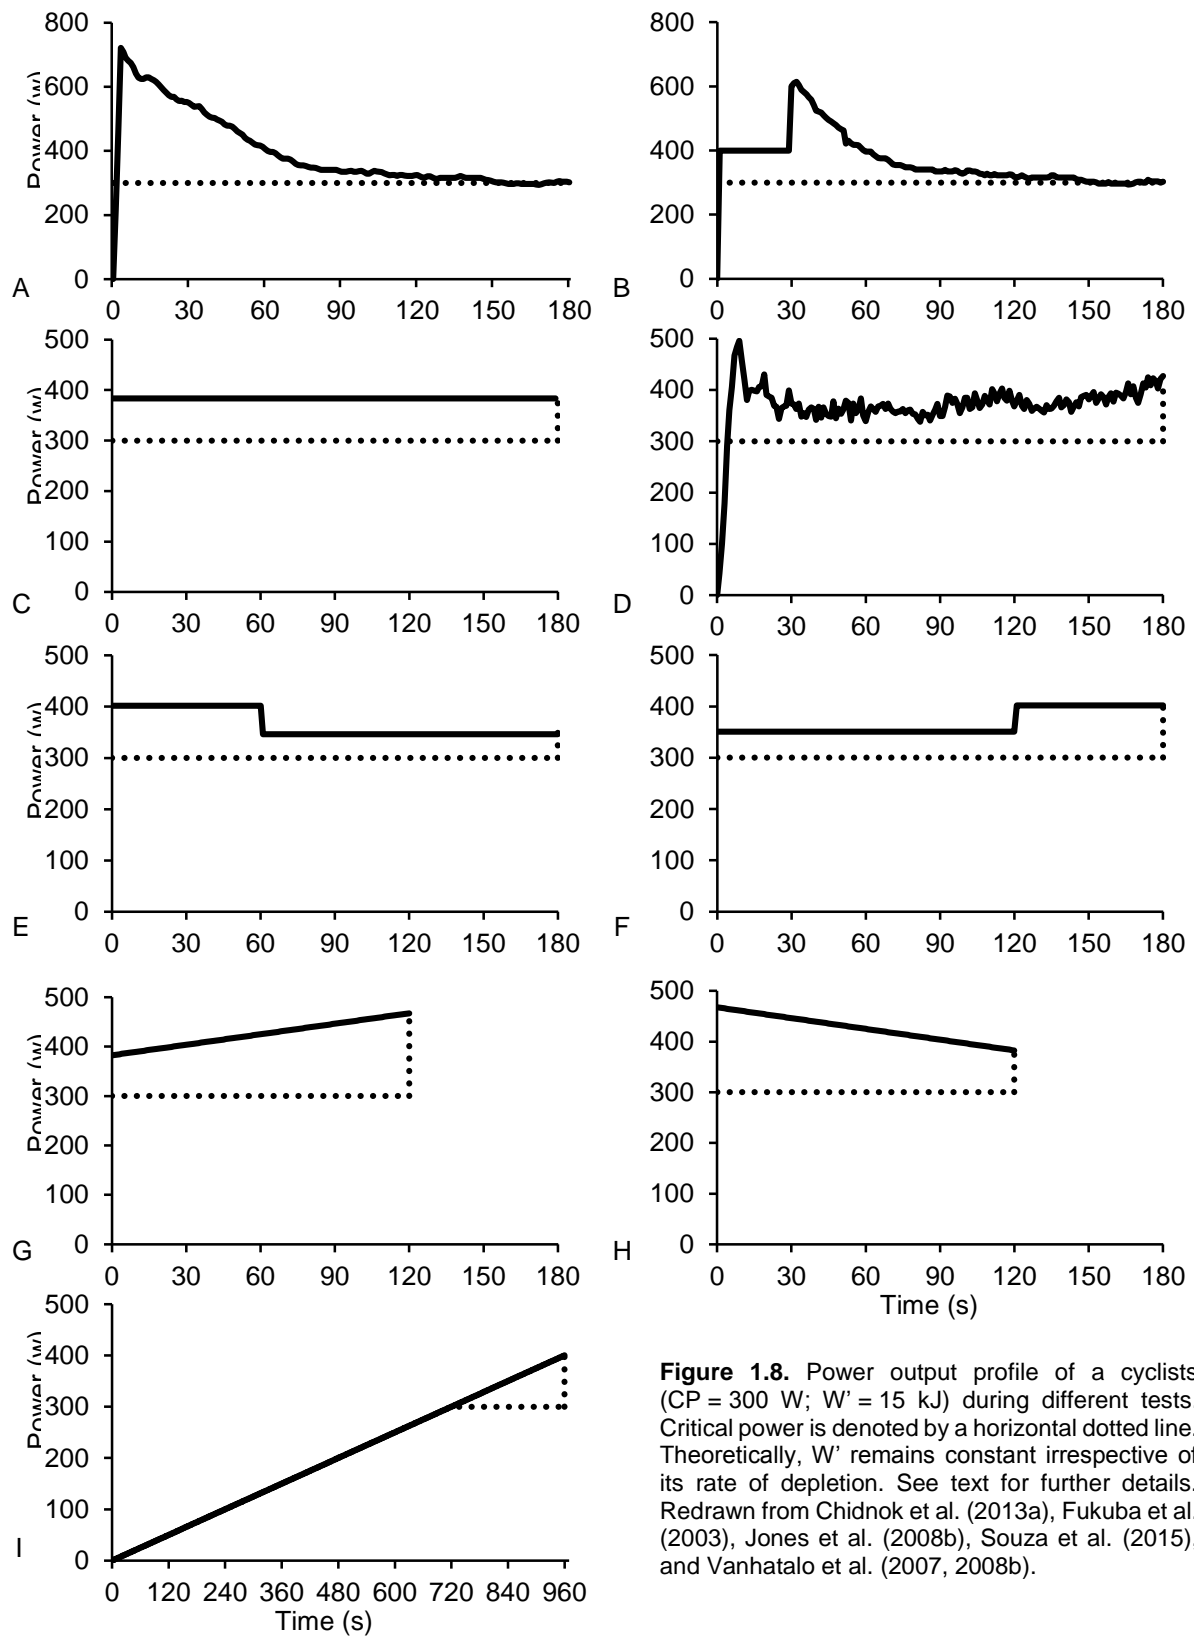 800
600
400
200
0
Power (w)
A
0 30 60 90 120 150 180
800
600
400
200
0
B
0 30 60 90 120 150 180
500
400
300
200
100
0
Power (w)
C
0 30 60 90 120 150 180
500
400
300
200
100
0
D
0 30 60 90 120 150 180
500
400
300
200
100
0
Power (w)
E
0 30 60 90 120 150 180
500
400
300
200
100
0
F
0 30 60 90 120 150 180
500
400
300
200
100
0
Power (w)
G
0 30 60 90 120 150 180
500
400
300
200
100
0
H
0 30 60 90 120 150 180
Time (s)
500
400
300
200
100
0
Power (w)
I
0 120 240 360 480 600 720 840 960
Time (s)
Figure 1.8. Power output profile of a cyclists
(CP = 300 W; W’ = 15 kJ) during different tests.
Critical power is denoted by a horizontal dotted line.
Theoretically, W’ remains constant irrespective of
its rate of depletion. See text for further details.
Redrawn from Chidnok et al. (2013a), Fukuba et al.
(2003), Jones et al. (2008b), Souza et al. (2015),
and Vanhatalo et al. (2007, 2008b).